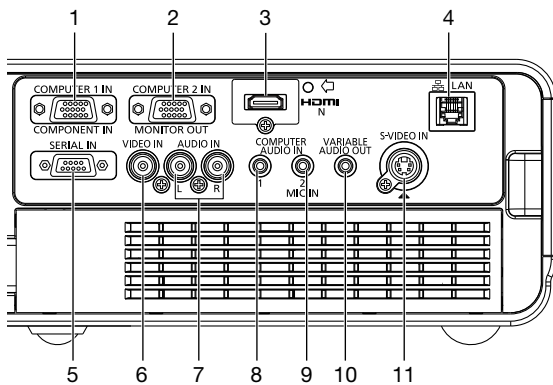 1 2 3 4
COMPUTER 1 IN COMPUTER 2 IN LAN
HDMI
N
COMPONENT IN MONITOR OUT
SERIAL IN VIDEO IN AUDIO IN COMPUTER AUDIO IN VARIABLE AUDIO OUT S-VIDEO IN
L R 1 2
MIC IN
5 6 7 8 9 10 11